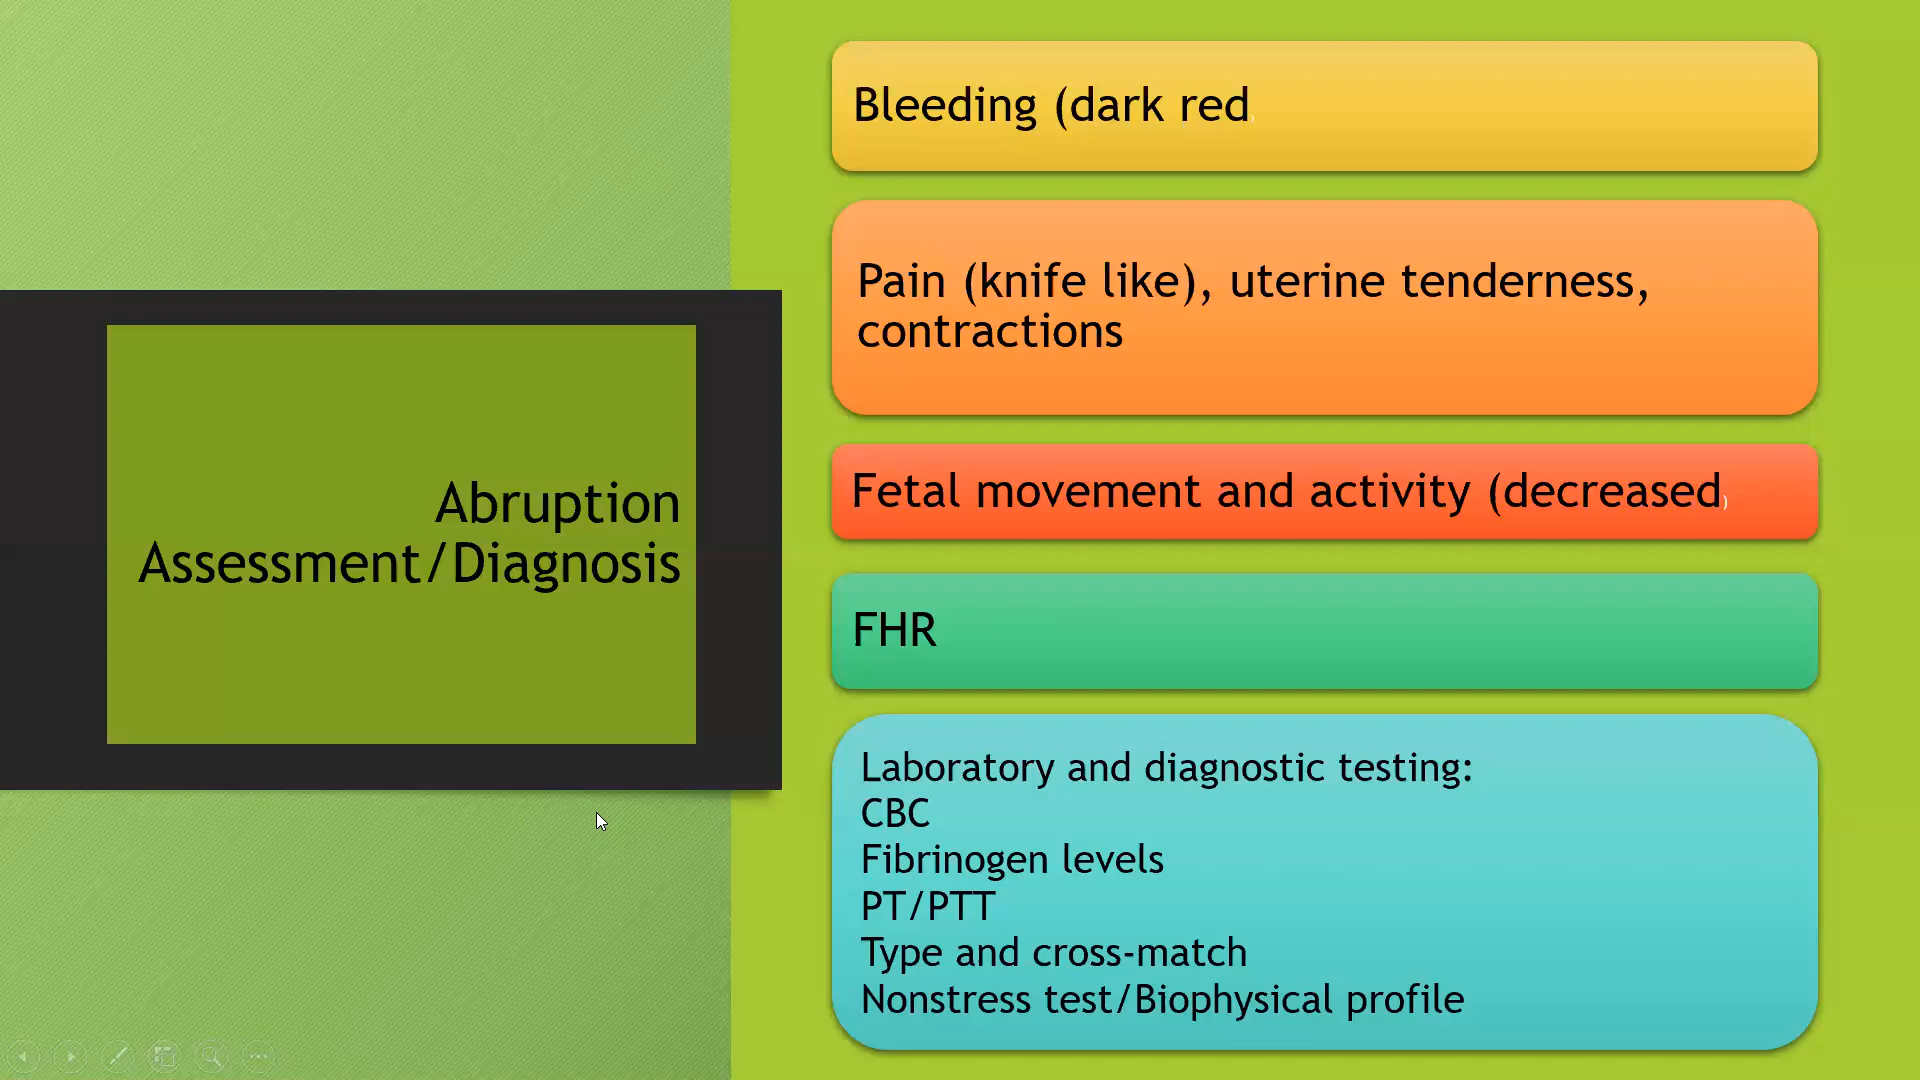 Abruption
Assessment/Diagnosis
Bleeding (dark red)
Pain (knife like), uterine tenderness,
contractions
Fetal movement and activity (decreased)
FHR
Laboratory and diagnostic testing:
CBC
Fibrinogen levels
PT/PTT
Type and cross-match
Nonstress test/Biophysical profile